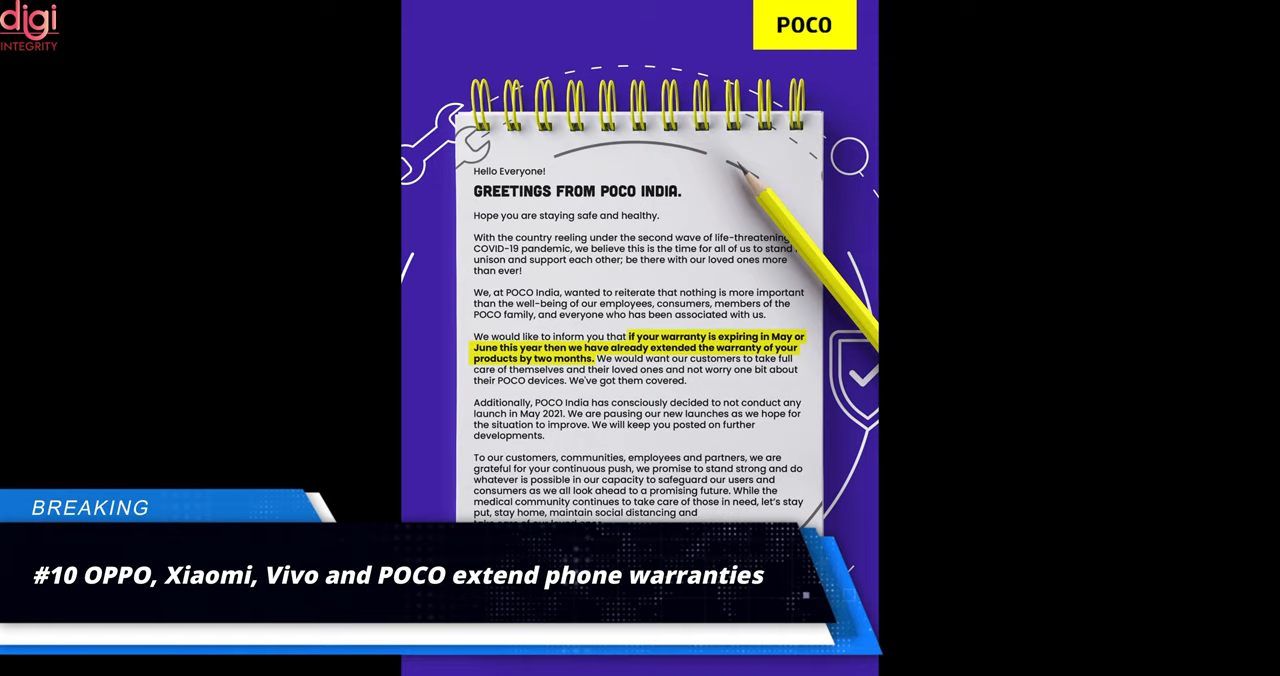 digi
INTEGRITY
POCO
Hello Everyone!
GREETINGS FROM POCO INDIA.
Hope you are staying safe and healthy.
With the country reeling under the second wave of life-threatening
COVID-19 pandemic, we believe this is the time for all of us to stand
unison and support each other; be there with our loved ones more
than ever!
We, at POCO India, wanted to reiterate that nothing is more important
than the well-being of our employees, consumers, members of the
POCO family, and everyone who has been associated with us.
We would like to inform you that if your warranty is expiring in May or
June this year then we have already extended the warranty of your
products by two months. We would want our customers to take full
care of themselves and their loved ones and not worry one bit about
their POCO devices. We've got them covered.
Additionally, POCO India has consciously decided to not conduct any
launch in May 2021. We are pausing our new launches as we hope for
the situation to improve. We will keep you posted on further
developments.
To our customers, communities, employees and partners, we are
grateful for your continuous push, we promise to stand strong and do
whatever is possible in our capacity to safeguard our users and
consumers as we all look ahead to a promising future. While the
medical community continues to take care of those in need, let's stay
put, stay home, maintain social distancing and
BREAKING
#10 OPPO, Xiaomi, Vivo and POCO extend phone warranties